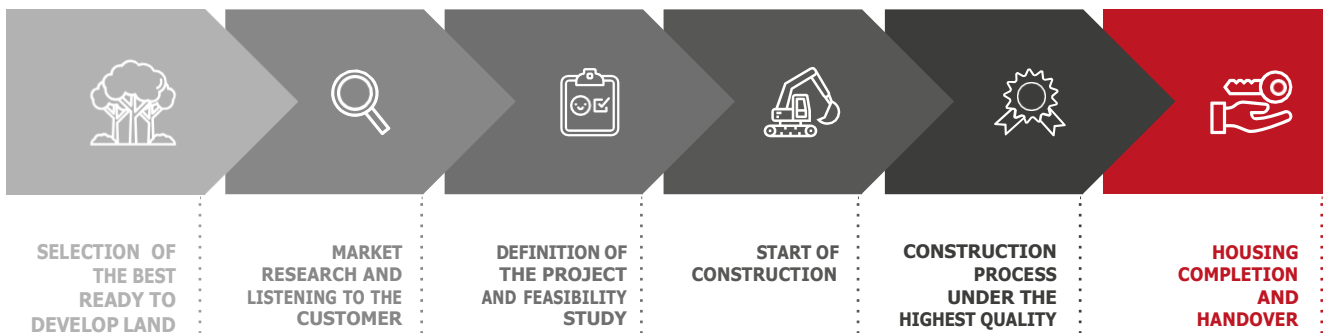 SELECTION OF
THE BEST
READY TO
DEVELOP LAND
MARKET
RESEARCH AND
LISTENING TO THE
CUSTOMER
DEFINITION OF
THE PROJECT
AND FEASIBILITY
STUDY
START OF
CONSTRUCTION
CONSTRUCTION
PROCESS
UNDER THE
HIGHEST QUALITY
HOUSING
COMPLETION
AND
HANDOVER